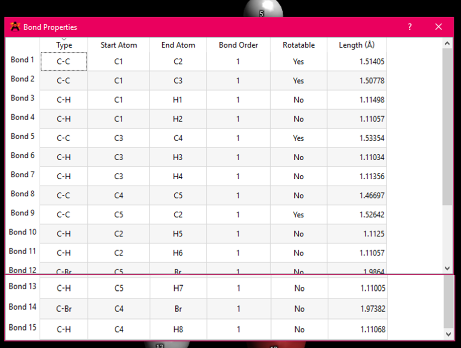 5
Bond Properties ? ×
Type Start Atom End Atom Bond Order Rotatable Length (Å)
Bond 1 C-C C1 C2 1 Yes 1.51405
Bond 2 C-C C1 C3 1 Yes 1.50778
Bond 3 C-H C1 H1 1 No 1.11498
Bond 4 C-H C1 H2 1 No 1.11057
Bond 5 C-C C3 C4 1 Yes 1.53354
Bond 6 C-H C3 H3 1 No 1.11034
Bond 7 C-H C3 H4 1 No 1.11356
Bond 8 C-C C4 C5 1 No 1.46697
Bond 9 C-C C5 C2 1 Yes 1.52642
Bond 10 C-H C2 H5 1 No 1.1125
Bond 11 C-H C2 H6 1 No 1.11057
Bond 12 C-Br C5 Br 1 No 1.9864
Bond 13 C-H C5 H7 1 No 1.11005
Bond 14 C-Br C4 Br 1 No 1.97382
Bond 15 C-H C4 H8 1 No 1.11068